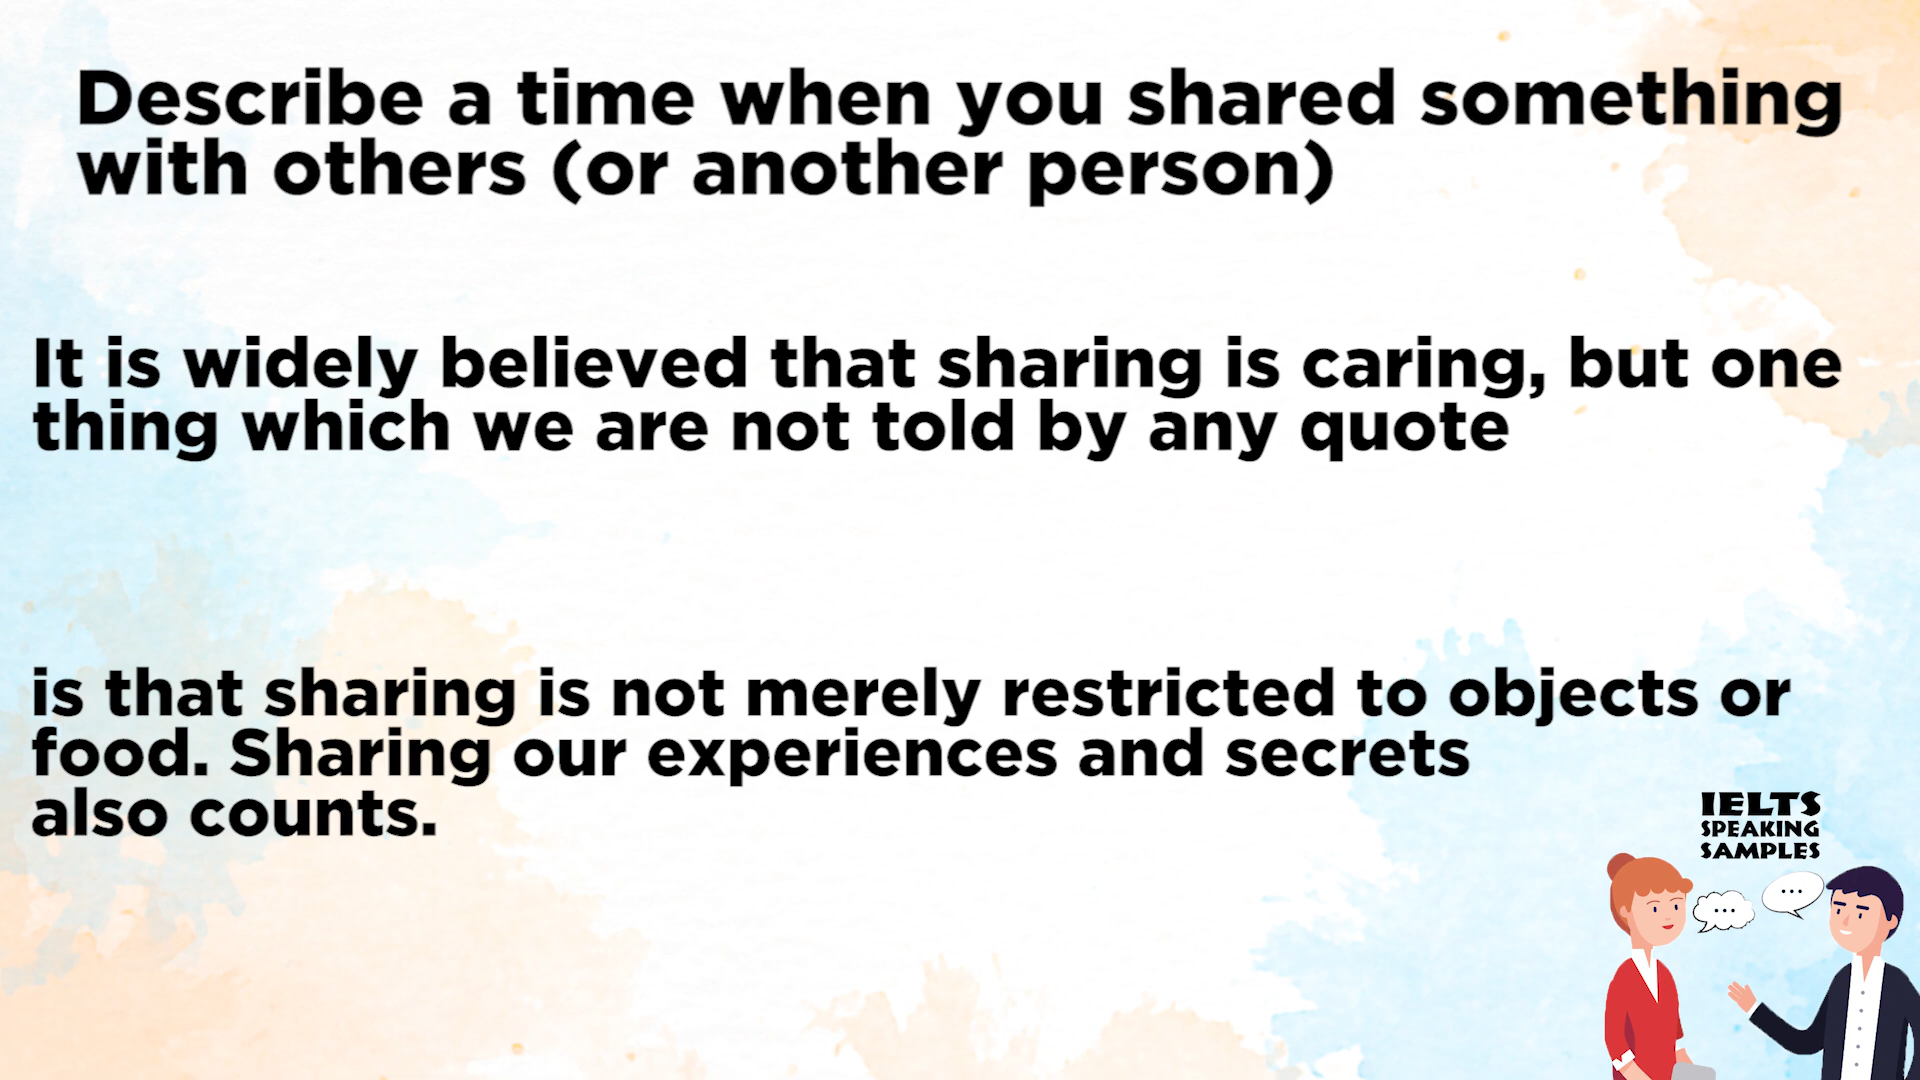 Describe a time when you shared something
with others (or another person)
It is widely believed that sharing is caring, but one
thing which we are not told by any quote
is that sharing is not merely restricted to objects or
food. Sharing our experiences and secrets
also counts.
IELTS
SPEAKING
SAMPLES